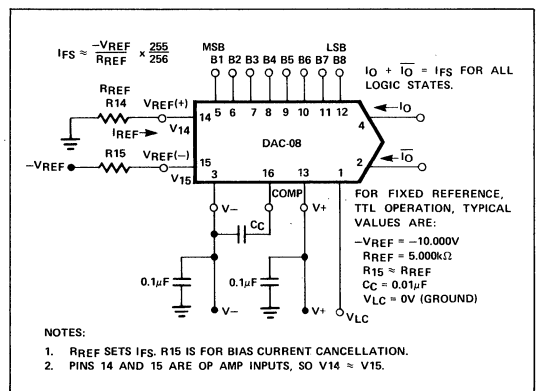 IFS ≈ −VREF / RREF × 255 / 256
MSB LSB
B1 B2 B3 B4 B5 B6 B7 B8
IO + IO̅ = IFS FOR ALL
LOGIC STATES.
RREF
R14
VREF(+)
IREF
V14
14
5 6 7 8 9 10 11 12
IO
4
DAC-08
−VREF
R15
VREF(−)
V15
15
2
IO̅
3 16 13 1
COMP
V−
CC
V+
0.1μF
0.1μF
V−
V+
VLC
FOR FIXED REFERENCE,
TTL OPERATION, TYPICAL
VALUES ARE:
−VREF = −10.000V
RREF = 5.000kΩ
R15 ≈ RREF
CC = 0.01μF
VLC = 0V (GROUND)
NOTES:
1. RREF SETS IFS. R15 IS FOR BIAS CURRENT CANCELLATION.
2. PINS 14 AND 15 ARE OP AMP INPUTS, SO V14 ≈ V15.